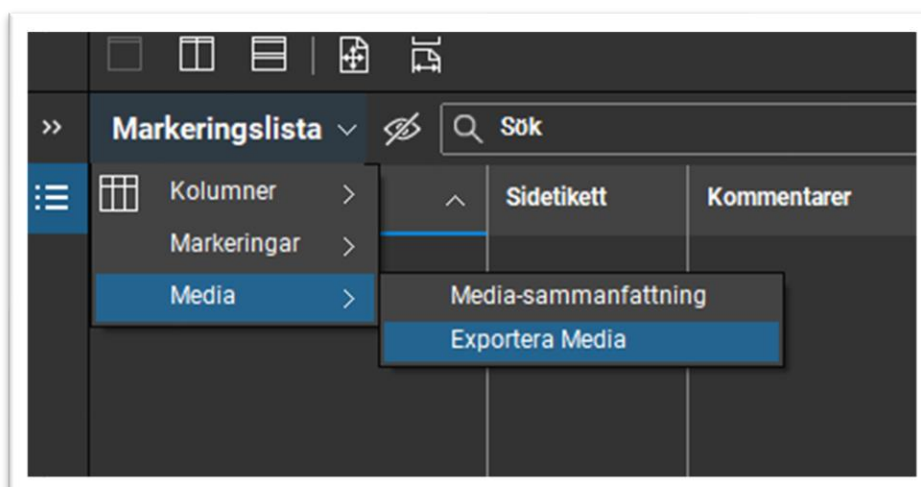 Markeringslista
Sök
Kolumner
Sidetikett
Kommentarer
Markeringar
Media
Media-sammanfattning
Exportera Media